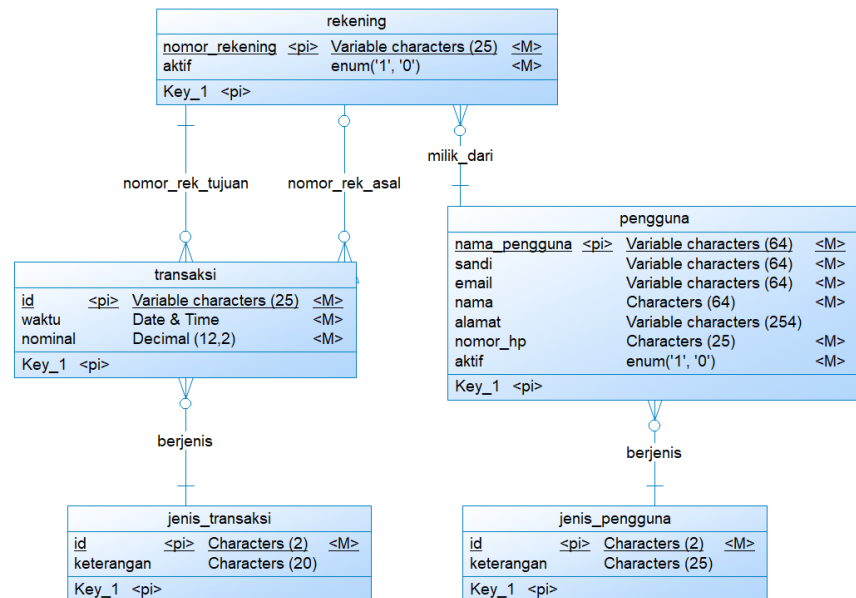 rekening
nomor_rekening <pi> Variable characters (25) <M>
aktif enum('1', '0') <M>
Key_1 <pi>
nomor_rek_tujuan
nomor_rek_asal
milik_dari
transaksi
id <pi> Variable characters (25) <M>
waktu Date & Time <M>
nominal Decimal (12,2) <M>
Key_1 <pi>
pengguna
nama_pengguna <pi> Variable characters (64) <M>
sandi Variable characters (64) <M>
email Variable characters (64) <M>
nama Characters (64) <M>
alamat Variable characters (254)
nomor_hp Characters (25) <M>
aktif enum('1', '0') <M>
Key_1 <pi>
berjenis
berjenis
jenis_transaksi
id <pi> Characters (2) <M>
keterangan Characters (20)
Key_1 <pi>
jenis_pengguna
id <pi> Characters (2) <M>
keterangan Characters (25)
Key_1 <pi>